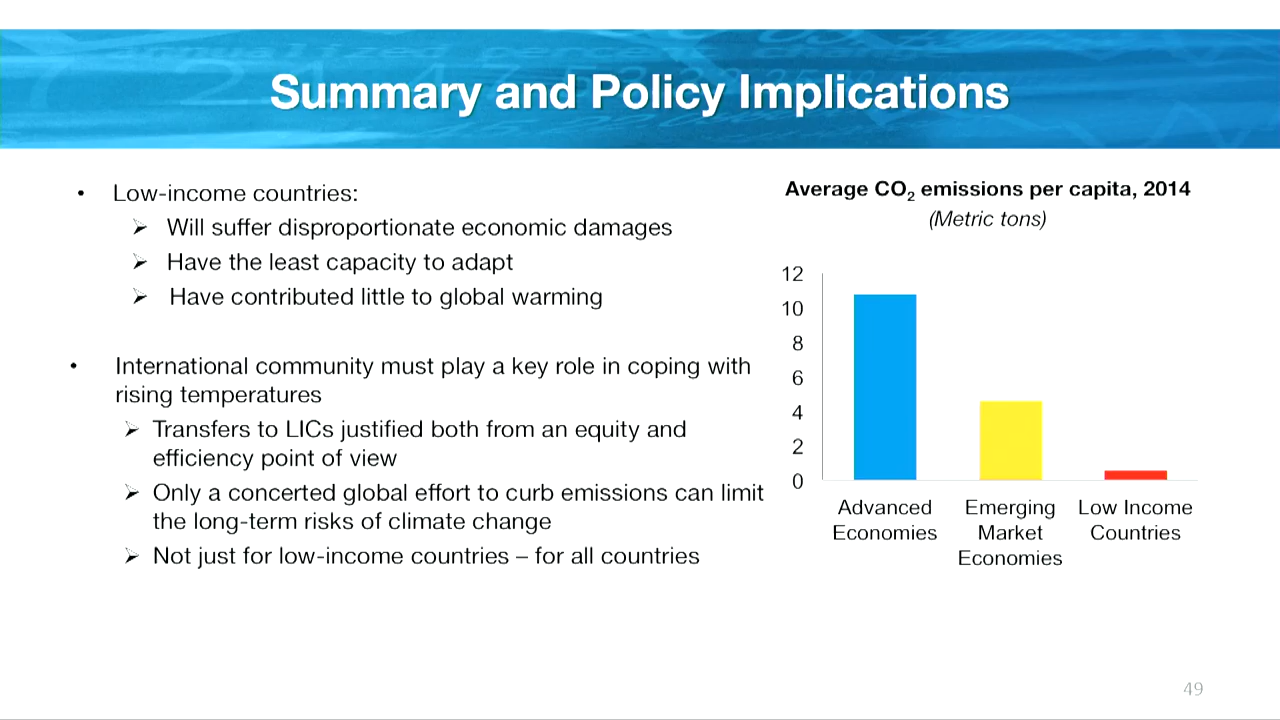 Summary and Policy Implications
• Low-income countries:
➢ Will suffer disproportionate economic damages
➢ Have the least capacity to adapt
➢ Have contributed little to global warming
• International community must play a key role in coping with
rising temperatures
➢ Transfers to LICs justified both from an equity and
efficiency point of view
➢ Only a concerted global effort to curb emissions can limit
the long-term risks of climate change
➢ Not just for low-income countries – for all countries
Average CO₂ emissions per capita, 2014
(Metric tons)
12
10
8
6
4
2
0
Advanced
Economies
Emerging
Market
Economies
Low Income
Countries
49